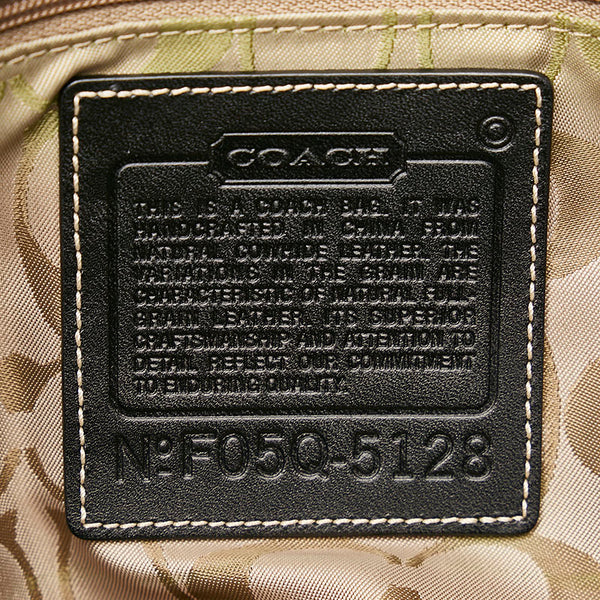 ©
COACH
THIS IS A COACH BAG. IT WAS
HANDCRAFTED IN CHINA FROM
NATURAL COWHIDE LEATHER. THE
VARIATIONS IN THE GRAIN ARE
CHARACTERISTIC OF NATURAL FULL-
GRAIN LEATHER. ITS SUPERIOR
CRAFTSMANSHIP AND ATTENTION TO
DETAIL REFLECT OUR COMMITMENT
TO ENDURING QUALITY.
Nº F05Q-5128